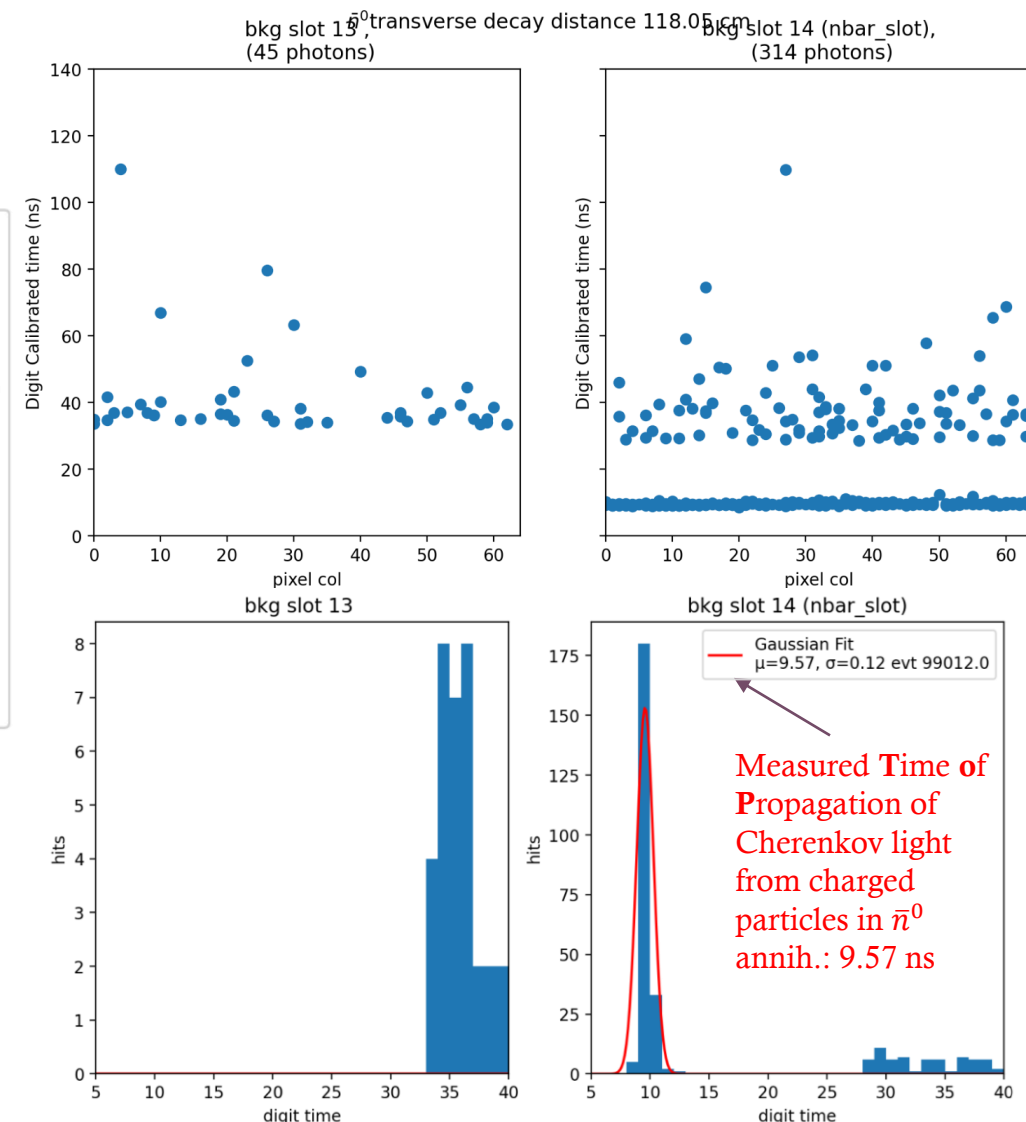 n̄⁰transverse decay distance 118.05 cm
bkg slot 13 ,
(45 photons)
bkg slot 14 (nbar_slot),
(314 photons)
Digit Calibrated time (ns)
140
120
100
80
60
40
20
0
0 10 20 30 40 50 60
pixel col
Digit Calibrated time (ns)
0 10 20 30 40 50 60
pixel col
bkg slot 13
hits
8
7
6
5
4
3
2
1
0
5 10 15 20 25 30 35 40
digit time
bkg slot 14 (nbar_slot)
Gaussian Fit
μ=9.57, σ=0.12 evt 99012.0
hits
175
150
125
100
75
50
25
0
5 10 15 20 25 30 35 40
digit time
Measured Time of
Propagation of
Cherenkov light
from charged
particles in n̄⁰
annih.: 9.57 ns